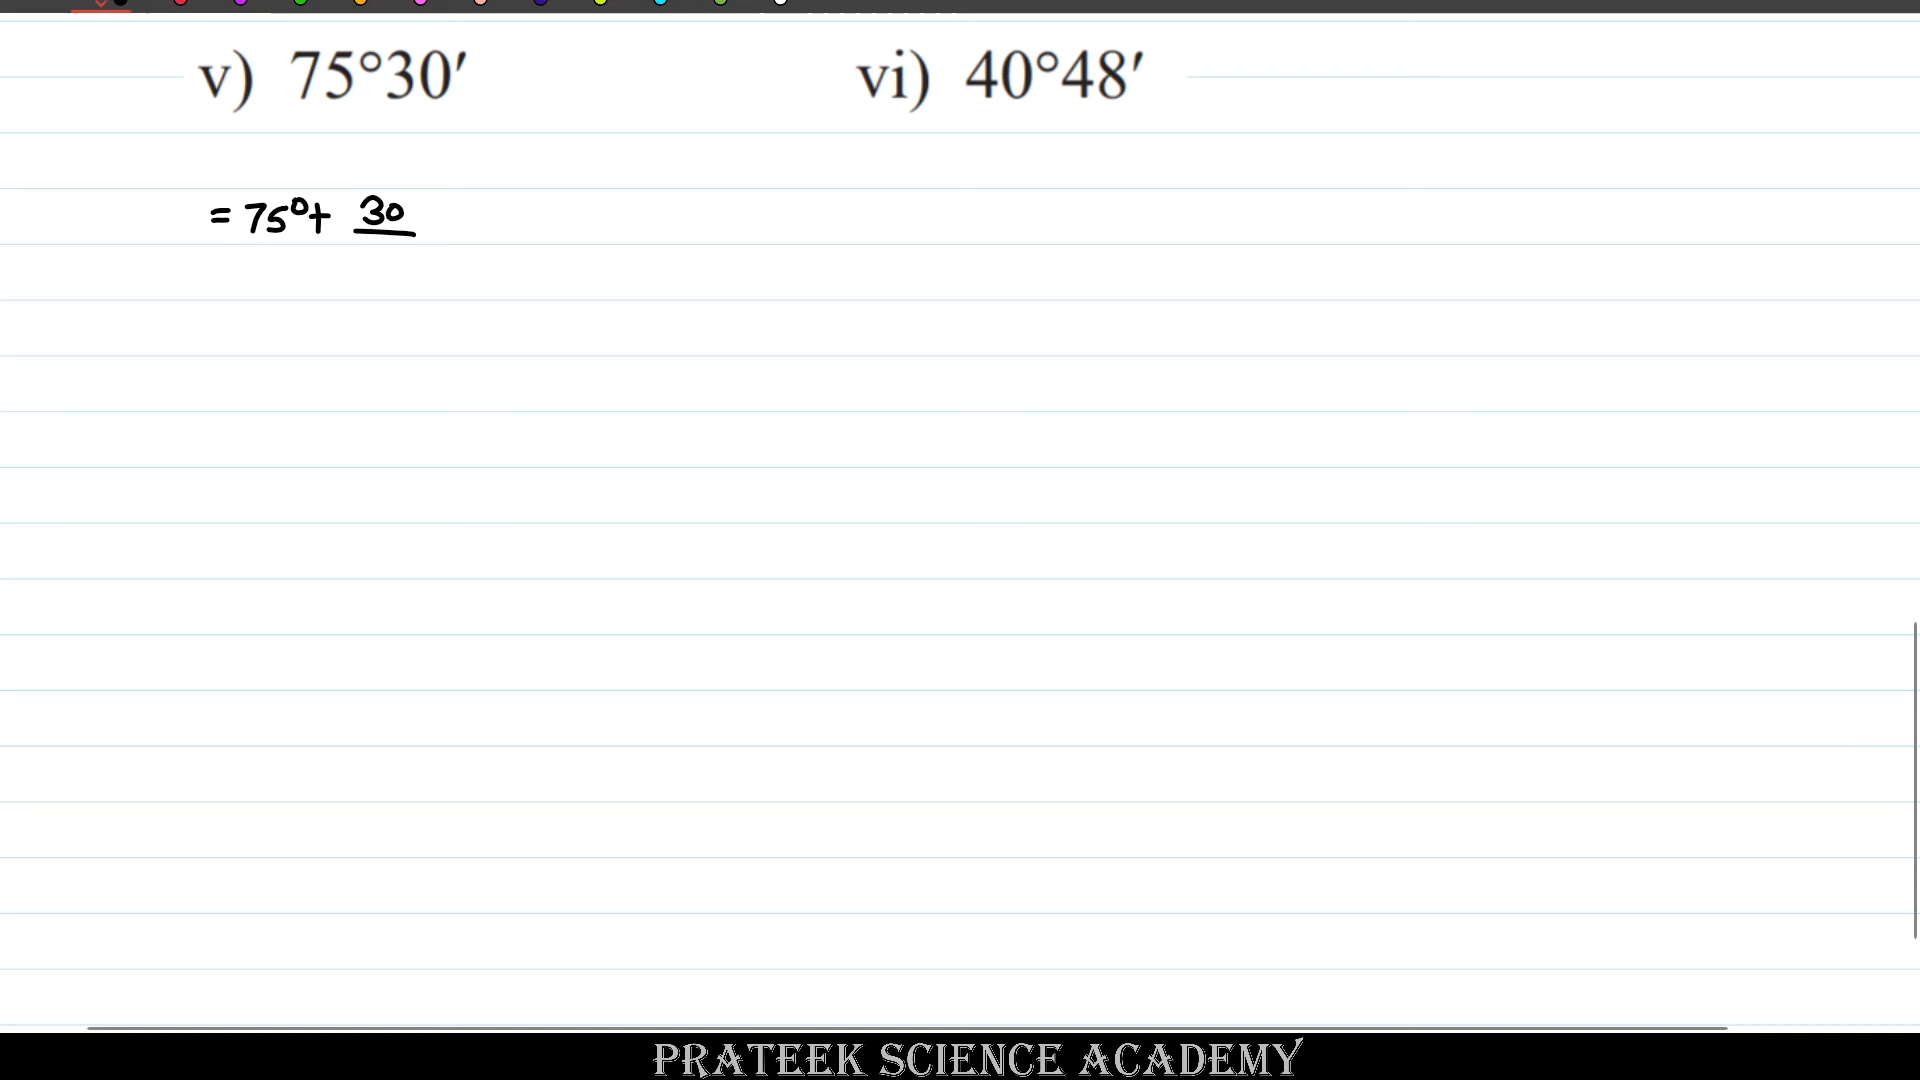 v) 75°30′ vi) 40°48′
= 75° + 30
PRATEEK SCIENCE ACADEMY